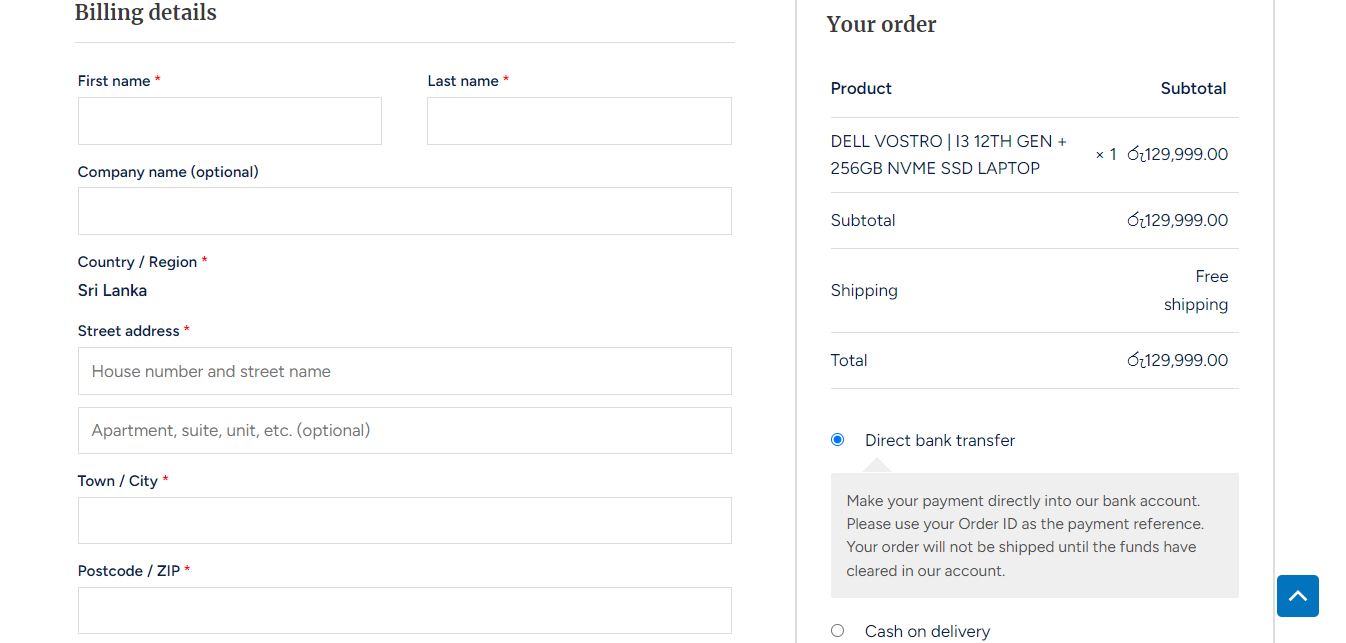 Billing details
First name *
Last name *
Company name (optional)
Country / Region *
Sri Lanka
Street address *
House number and street name
Apartment, suite, unit, etc. (optional)
Town / City *
Postcode / ZIP *
Your order
Product Subtotal
DELL VOSTRO | I3 12TH GEN +
256GB NVME SSD LAPTOP
× 1 රු129,999.00
Subtotal රු129,999.00
Shipping Free
shipping
Total රු129,999.00
Direct bank transfer
Make your payment directly into our bank account.
Please use your Order ID as the payment reference.
Your order will not be shipped until the funds have
cleared in our account.
Cash on delivery